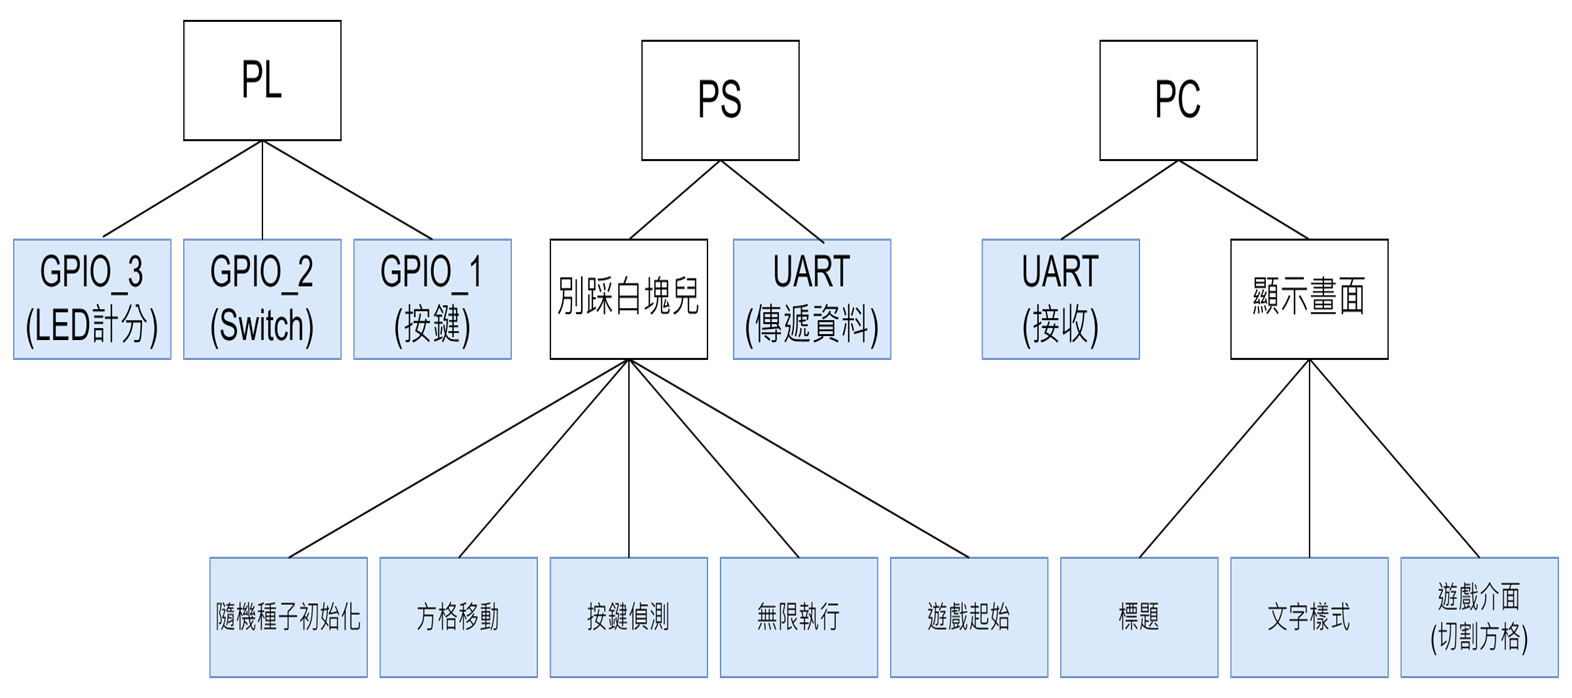 PL
PS
PC
GPIO_3
(LED計分)
GPIO_2
(Switch)
GPIO_1
(按鍵)
別踩白塊兒
UART
(傳遞資料)
UART
(接收)
顯示畫面
隨機種子初始化
方格移動
按鍵偵測
無限執行
遊戲起始
標題
文字樣式
遊戲介面
(切割方格)